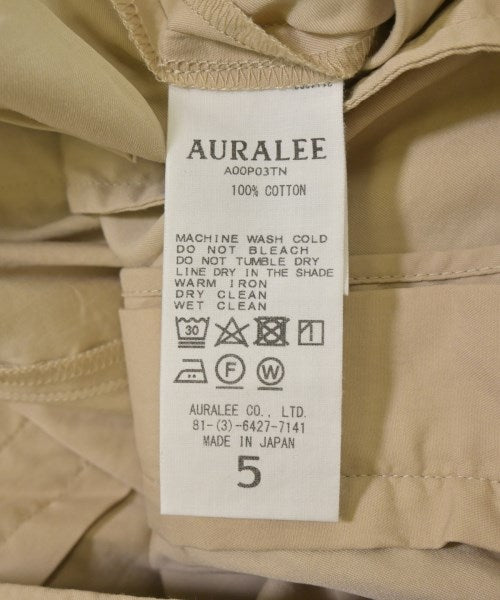 AURALEE
A00P03TN
100% COTTON
MACHINE WASH COLD
DO NOT BLEACH
DO NOT TUMBLE DRY
LINE DRY IN THE SHADE
WARM IRON
DRY CLEAN
WET CLEAN
30
F W
AURALEE CO., LTD.
81-(3)-6427-7141
MADE IN JAPAN
5